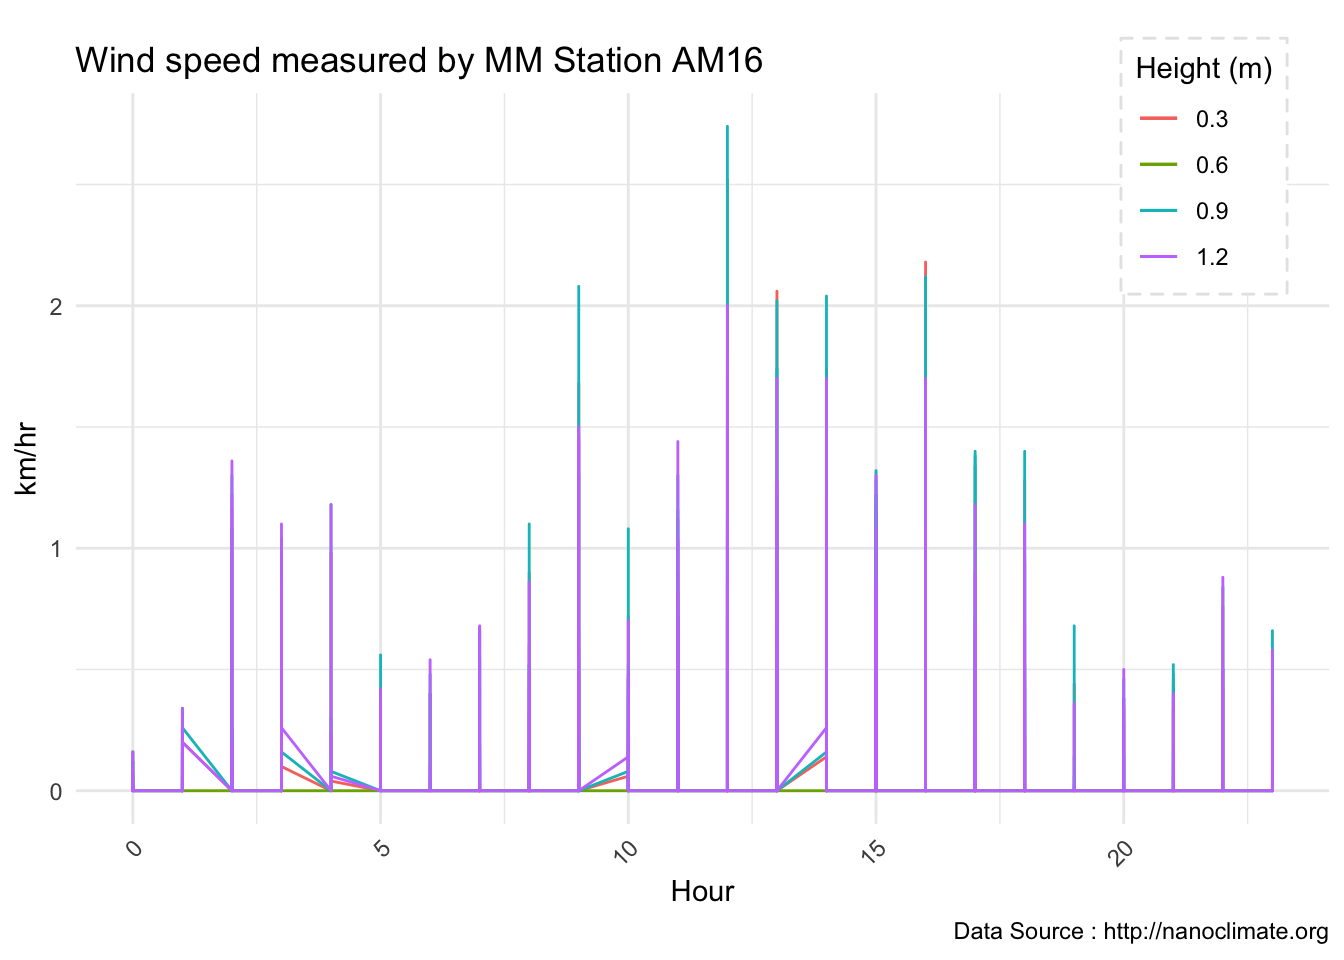 Wind speed measured by MM Station AM16
Height (m)
0.3
0.6
0.9
1.2
km/hr
2
1
0
0
5
10
15
20
Hour
Data Source : http://nanoclimate.org